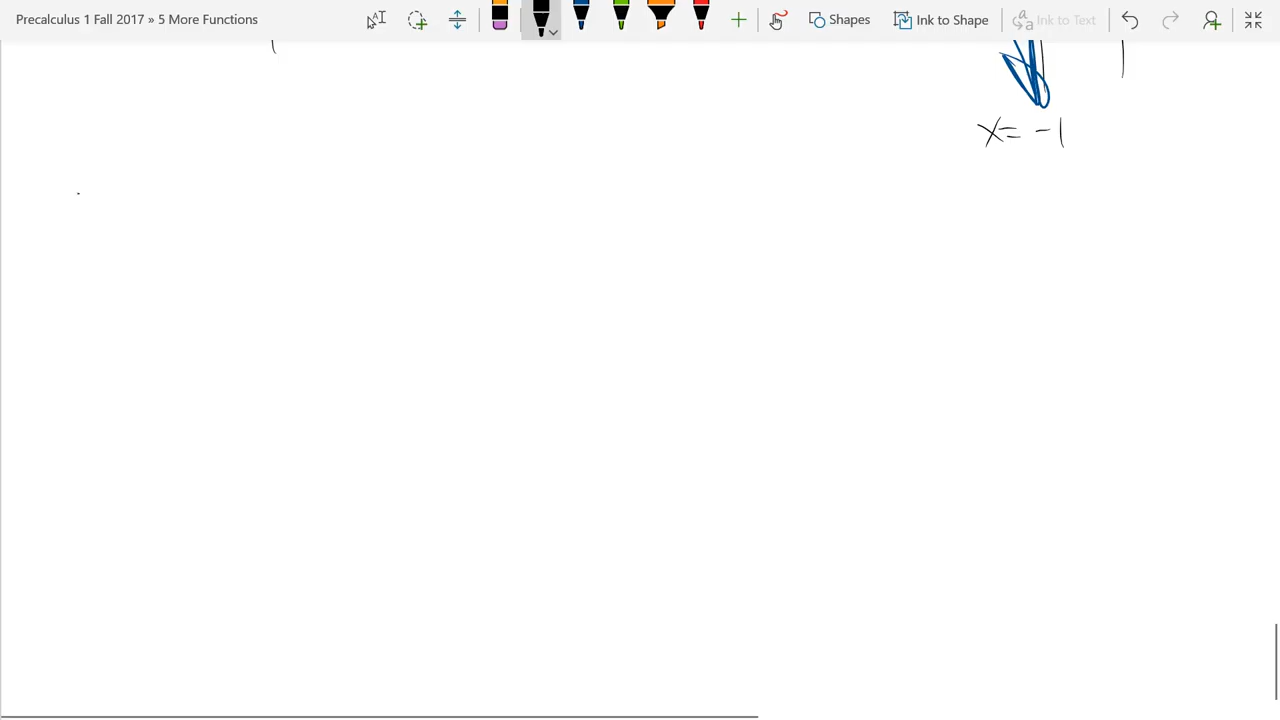 Precalculus 1 Fall 2017 » 5 More Functions
Shapes
Ink to Shape
Ink to Text
x = -1